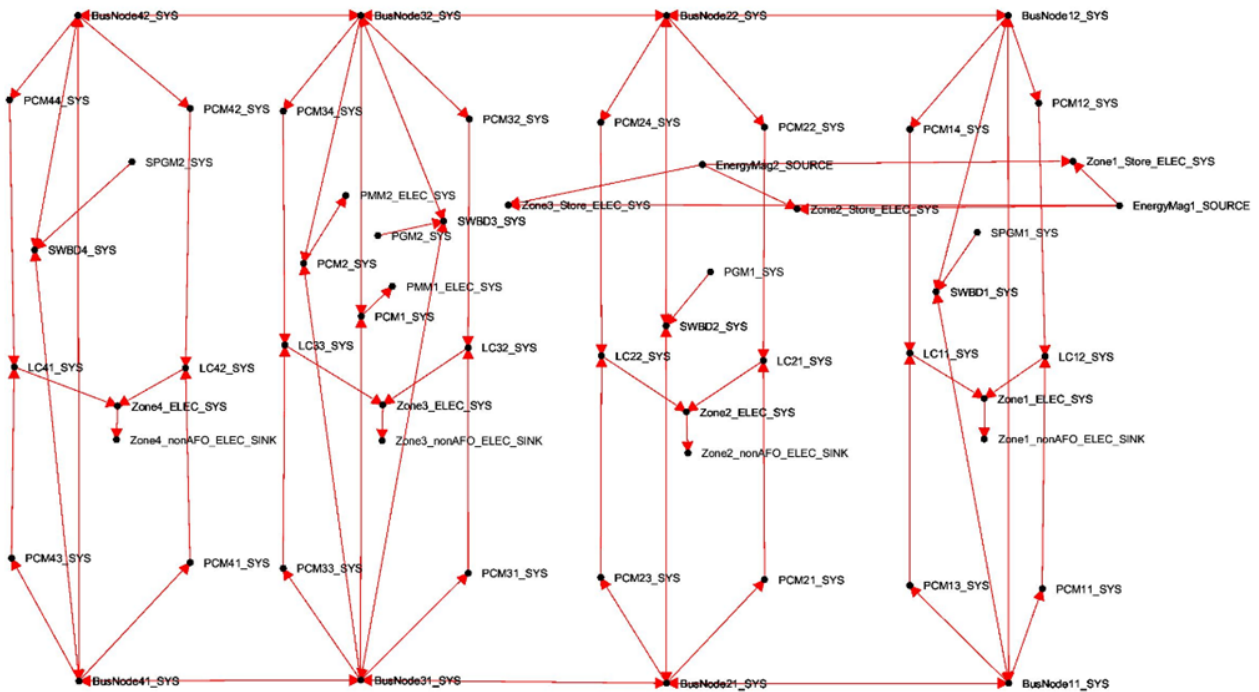 BusNode42_SYS
BusNode32_SYS
BusNode22_SYS
BusNode12_SYS
PCM44_SYS
PCM42_SYS
PCM34_SYS
PCM32_SYS
PCM24_SYS
PCM22_SYS
PCM14_SYS
PCM12_SYS
SPGM2_SYS
EnergyMag2_SOURCE
Zone1_Store_ELEC_SYS
PMM2_ELEC_SYS
Zone3_Store_ELEC_SYS
Zone2_Store_ELEC_SYS
EnergyMag1_SOURCE
SWBD3_SYS
PGM2_SYS
SPGM1_SYS
SWBD4_SYS
PCM2_SYS
PGM1_SYS
PMM1_ELEC_SYS
SWBD1_SYS
PCM1_SYS
SWBD2_SYS
LC33_SYS
LC32_SYS
LC22_SYS
LC21_SYS
LC11_SYS
LC12_SYS
LC41_SYS
LC42_SYS
Zone4_ELEC_SYS
Zone3_ELEC_SYS
Zone2_ELEC_SYS
Zone1_ELEC_SYS
Zone4_nonAFO_ELEC_SINK
Zone3_nonAFO_ELEC_SINK
Zone2_nonAFO_ELEC_SINK
Zone1_nonAFO_ELEC_SINK
PCM43_SYS
PCM41_SYS
PCM33_SYS
PCM31_SYS
PCM23_SYS
PCM21_SYS
PCM13_SYS
PCM11_SYS
BusNode41_SYS
BusNode31_SYS
BusNode21_SYS
BusNode11_SYS